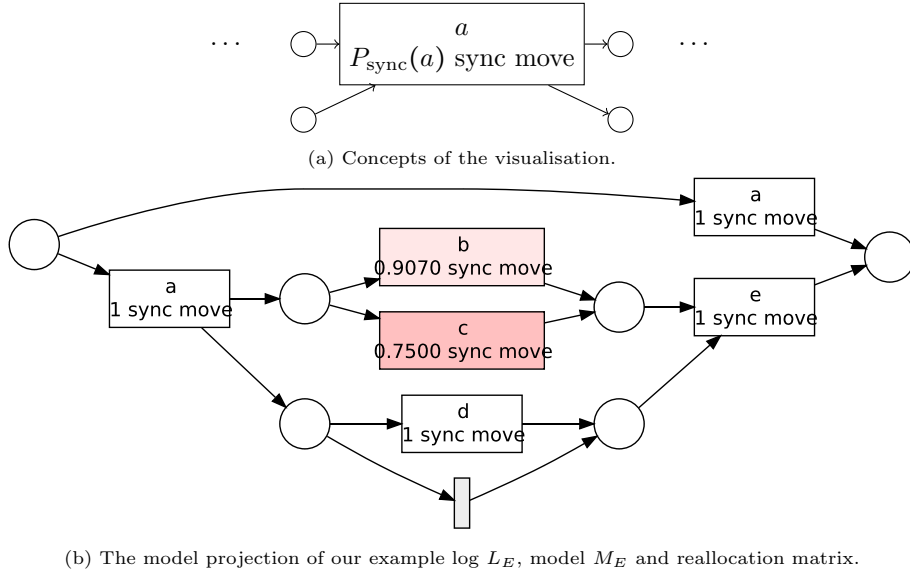 a
··· ···
P_sync(a) sync move
(a) Concepts of the visualisation.
a
1 sync move
b
0.9070 sync move
a
1 sync move
e
1 sync move
c
0.7500 sync move
d
1 sync move
(b) The model projection of our example log L_E, model M_E and reallocation matrix.